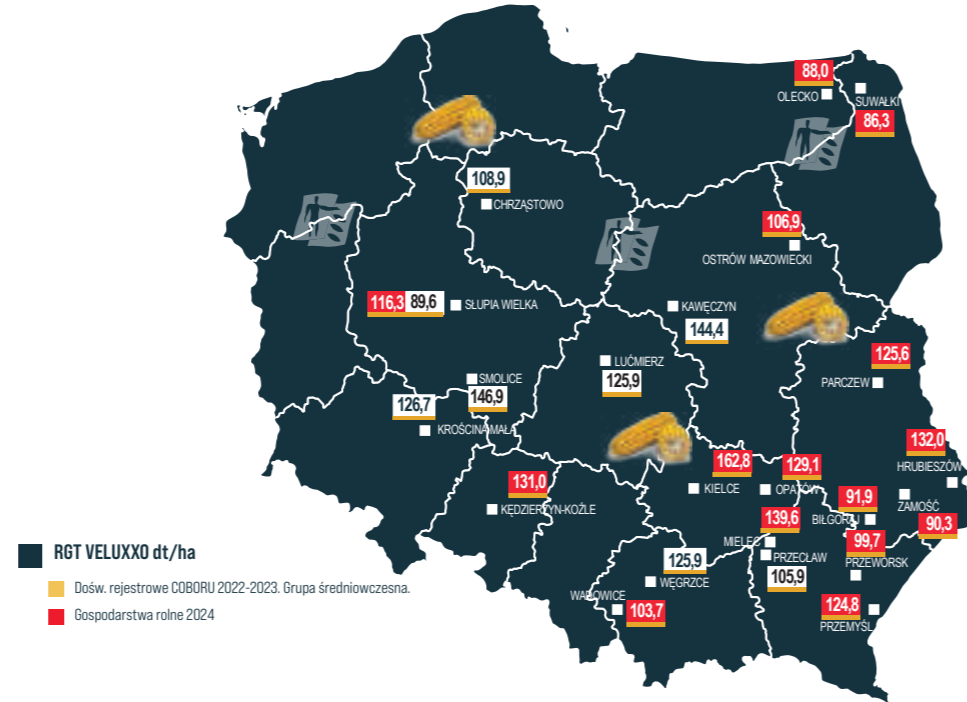 88,0
OLECKO
SUWAŁKI
86,3
108,9
CHRZĄSTOWO
106,9
OSTRÓW MAZOWIECKI
116,3 89,6
SŁUPIA WIELKA
KAWĘCZYN
144,4
LUĆMIERZ
125,9
125,6
PARCZEW
SMOLICE
146,9
126,7
KROŚCINA MAŁA
132,0
HRUBIESZÓW
162,8
KIELCE
129,1
OPATÓW
131,0
KĘDZIERZYN-KOŹLE
91,9
BIŁGORAJ
ZAMOŚĆ
90,3
139,6
MIELEC
PRZECŁAW
105,9
99,7
PRZEWORSK
125,9
WĘGRZCE
WADOWICE
103,7
124,8
PRZEMYŚL
RGT VELUXXO dt/ha
Dośw. rejestrowe COBORU 2022-2023. Grupa średniowczesna.
Gospodarstwa rolne 2024